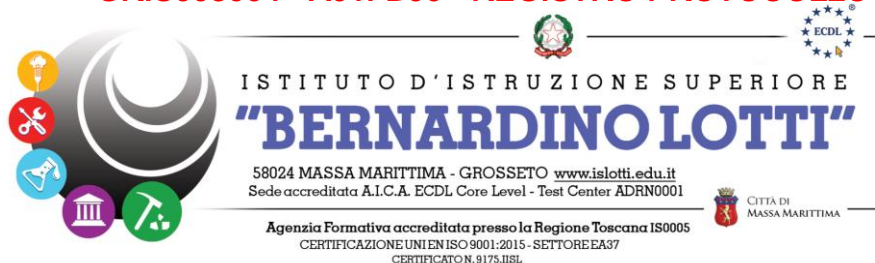 ECDL
ISTITUTO D'ISTRUZIONE SUPERIORE
"BERNARDINO LOTTI"
58024 MASSA MARITTIMA - GROSSETO www.islotti.edu.it
Sede accreditata A.I.C.A. ECDL Core Level - Test Center ADRN0001
CITTÀ DI
MASSA MARITTIMA
Agenzia Formativa accreditata presso la Regione Toscana IS0005
CERTIFICAZIONE UNI EN ISO 9001:2015 - SETTORE EA37
CERTIFICATO N. 9175.IISL